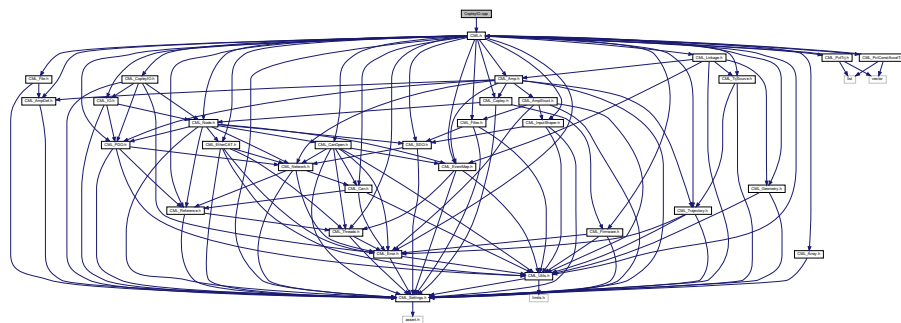 CopleyIO.cpp
CML.h
CML_Linkage.h
CML_PvtTrj.h
CML_File.h
CML_CopleyIO.h
CML_Amp.h
CML_TrjScurve.h
list
vector
CML_AmpDef.h
CML_IO.h
CML_Copley.h
CML_AmpStruct.h
CML_Node.h
CML_Filter.h
CML_InputShaper.h
CML_PDO.h
CML_EtherCAT.h
CML_CanOpen.h
CML_SDO.h
CML_Network.h
CML_EventMap.h
CML_Can.h
CML_Geometry.h
CML_Reference.h
CML_Trajectory.h
CML_Threads.h
CML_Firmware.h
CML_Error.h
CML_Array.h
CML_Utils.h
CML_Settings.h
limits.h
assert.h